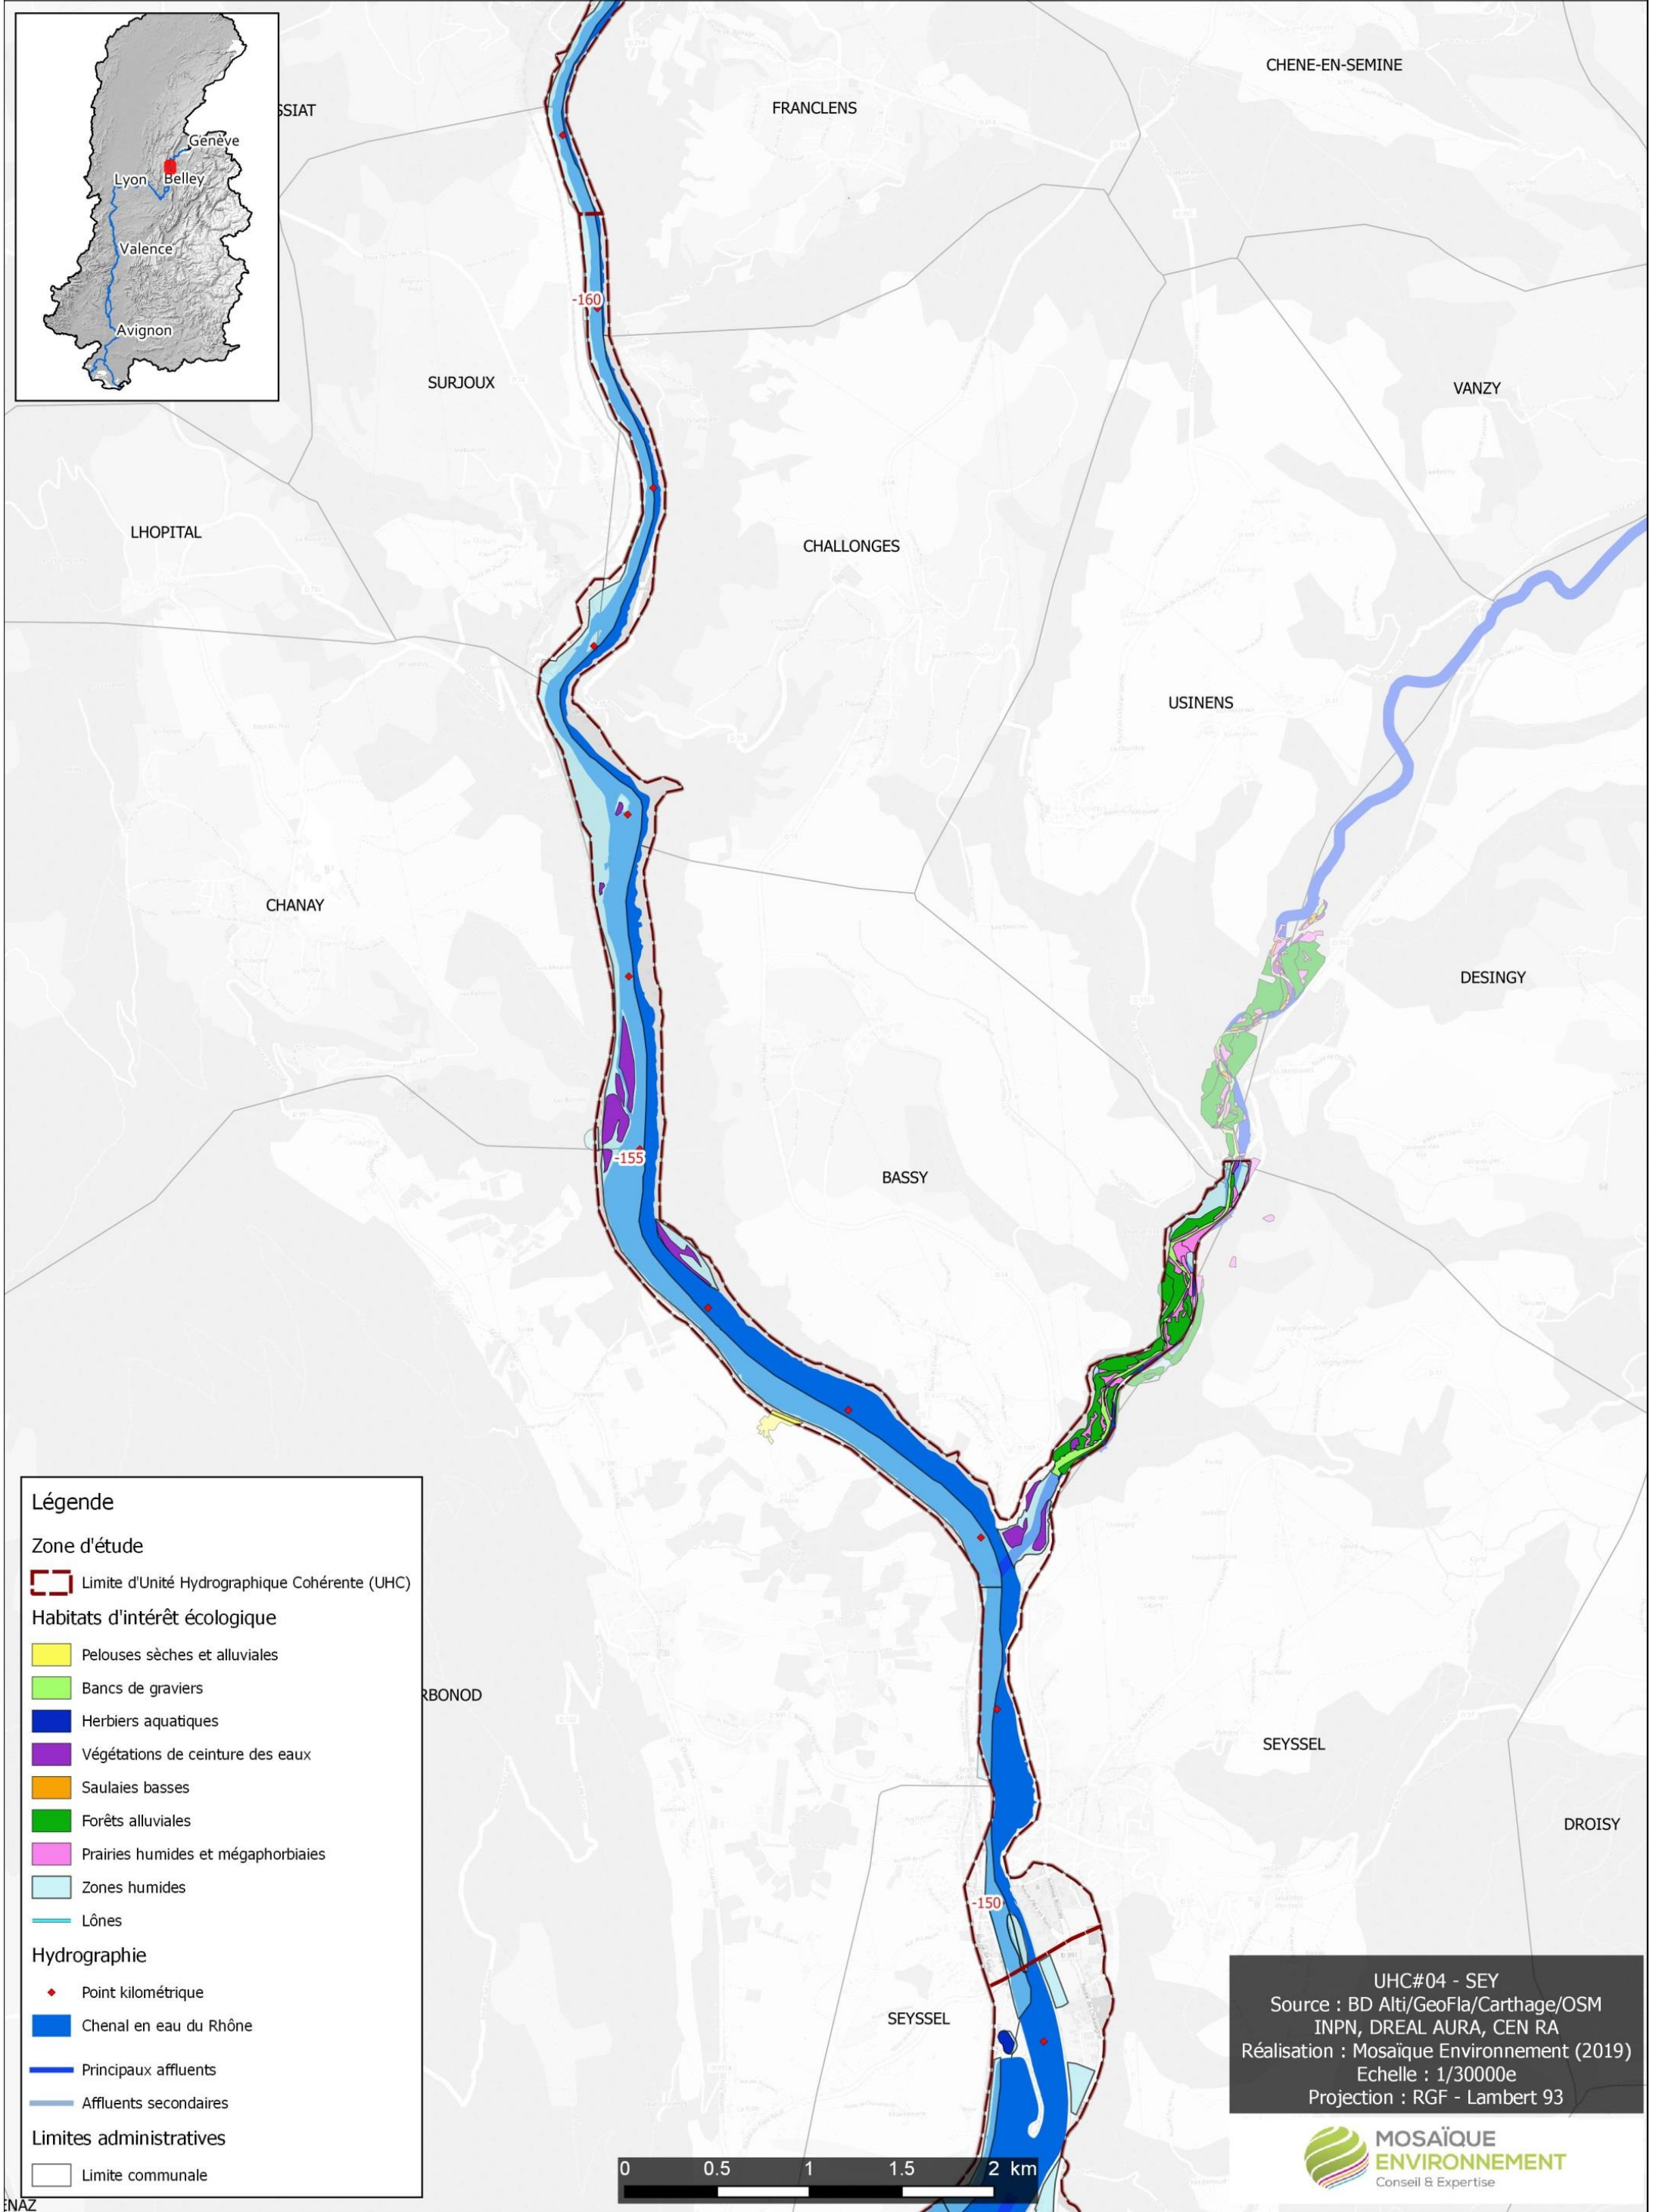 SSIAT
FRANCLENS
CHENE-EN-SEMINE
Genève
Lyon
Belley
Valence
Avignon
-160
SURJOUX
VANZY
LHOPITAL
CHALLONGES
USINENS
CHANAY
DESINGY
-155
BASSY
Légende
Zone d'étude
Limite d'Unité Hydrographique Cohérente (UHC)
Habitats d'intérêt écologique
Pelouses sèches et alluviales
Bancs de graviers
Herbiers aquatiques
Végétations de ceinture des eaux
Saulaies basses
Forêts alluviales
Prairies humides et mégaphorbiaies
Zones humides
Lônes
Hydrographie
Point kilométrique
Chenal en eau du Rhône
Principaux affluents
Affluents secondaires
Limites administratives
Limite communale
RBONOD
SEYSSEL
DROISY
-150
SEYSSEL
UHC#04 - SEY
Source : BD Alti/GeoFla/Carthage/OSM
INPN, DREAL AURA, CEN RA
Réalisation : Mosaïque Environnement (2019)
Echelle : 1/30000e
Projection : RGF - Lambert 93
MOSAÏQUE
ENVIRONNEMENT
Conseil & Expertise
0 0.5 1 1.5 2 km
ENAZ